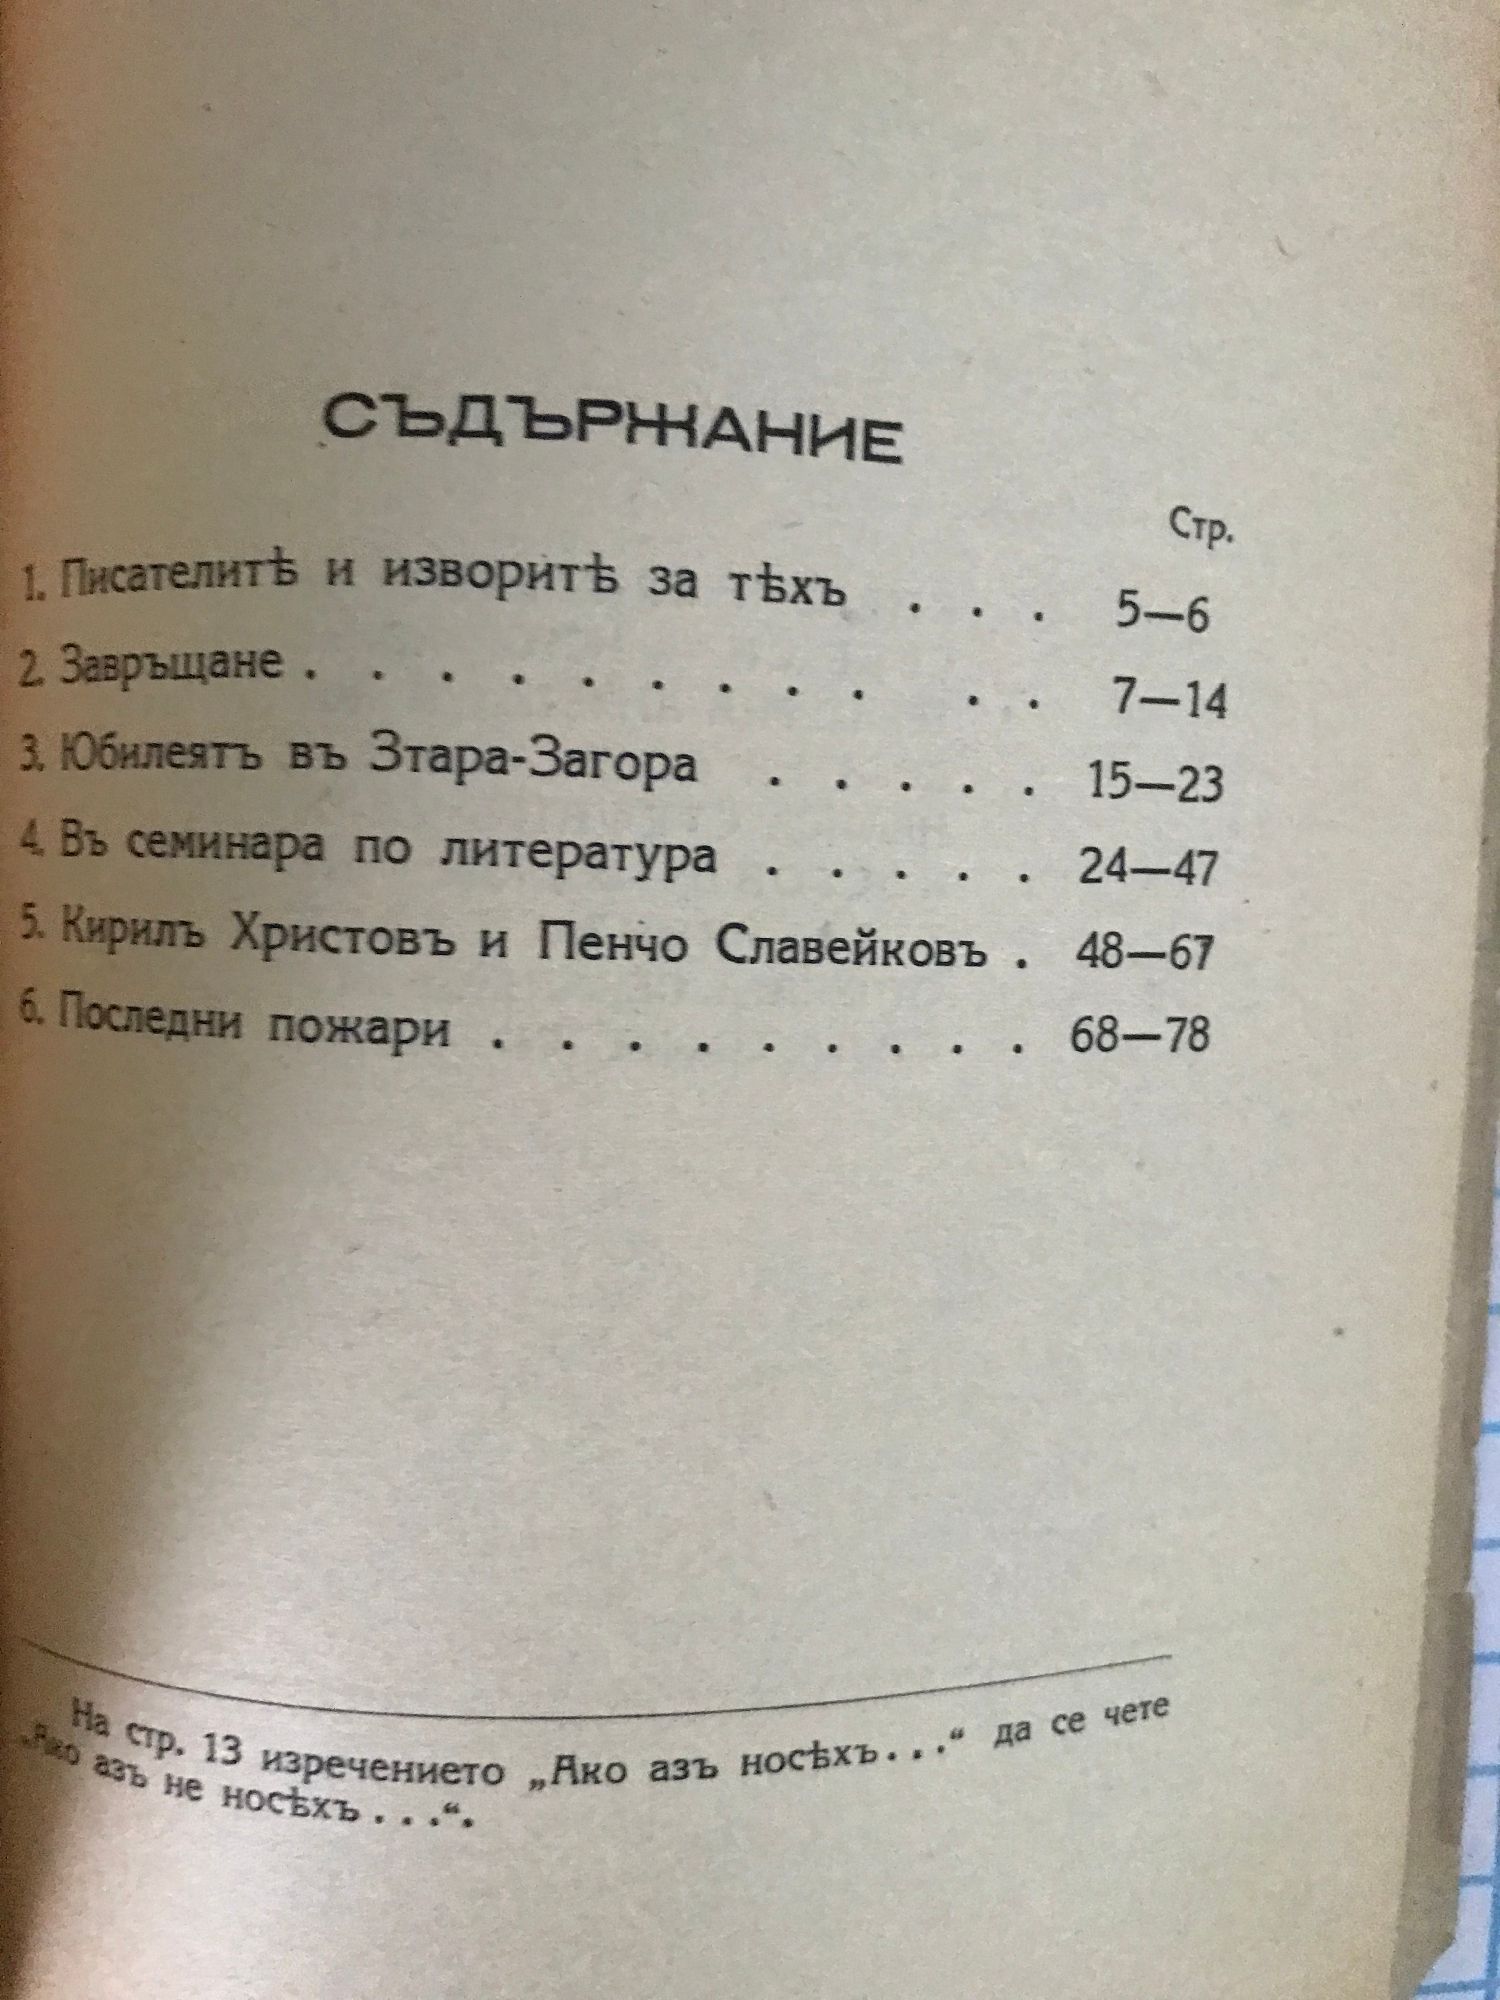 СЪДЪРЖАНИЕ
Стр.
1. Писателитѣ и изворитѣ за тѣхъ . . . 5—6
2. Завръщане . . . . . . . . . . . 7—14
3. Юбилеятъ въ Зтара-Загора . . . . . 15—23
4. Въ семинара по литература . . . . . 24—47
5. Кирилъ Христовъ и Пенчо Славейковъ . 48—67
6. Последни пожари . . . . . . . . . 68—78
На стр. 13 изречението „Ако азъ носѣхъ...“ да се чете
„Ако азъ не носѣхъ...“.